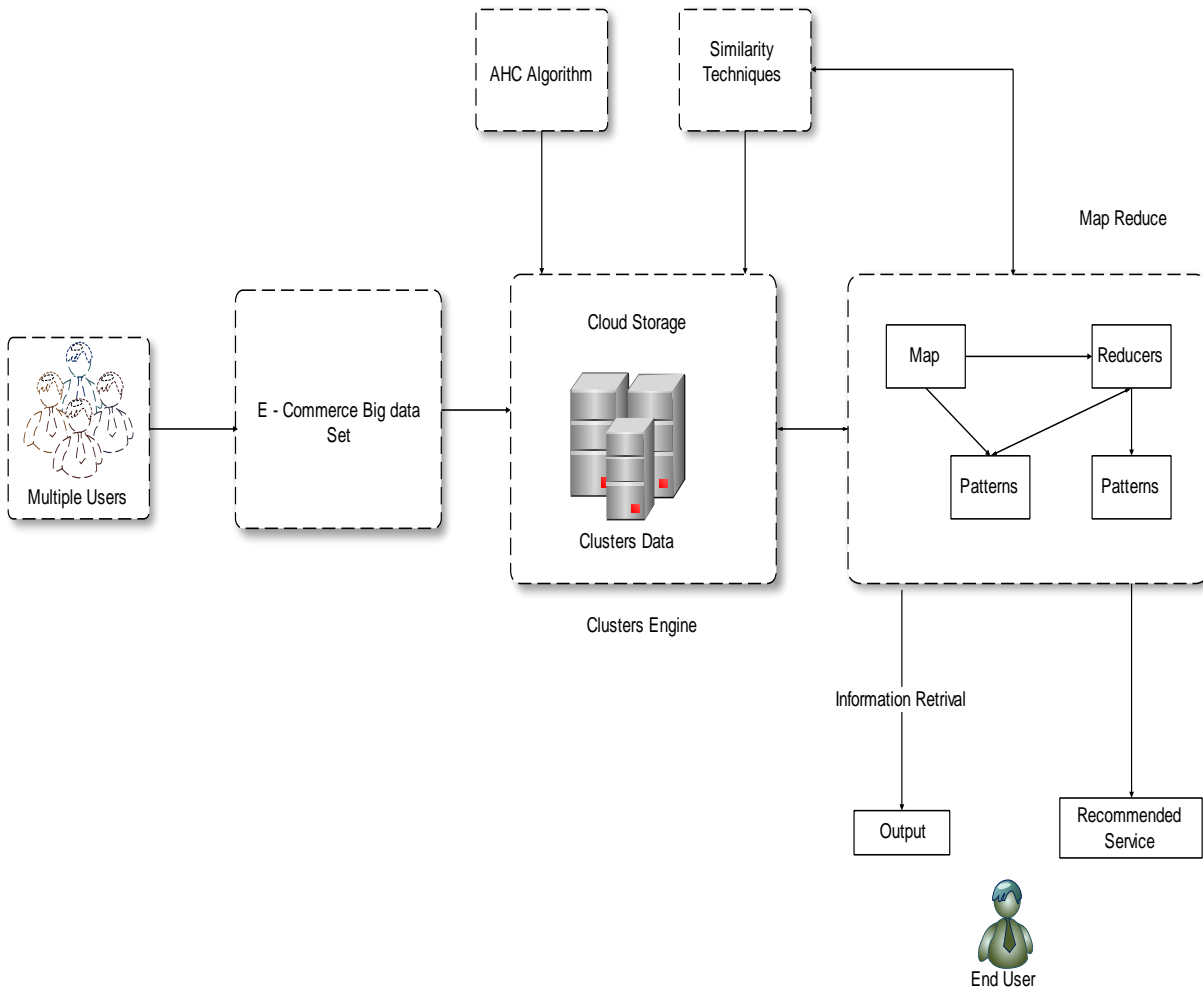 AHC Algorithm
Similarity
Techniques
Map Reduce
Cloud Storage
Map
Reducers
E - Commerce Big data
Set
Patterns
Patterns
Multiple Users
Clusters Data
Clusters Engine
Information Retrival
Output
Recommended
Service
End User